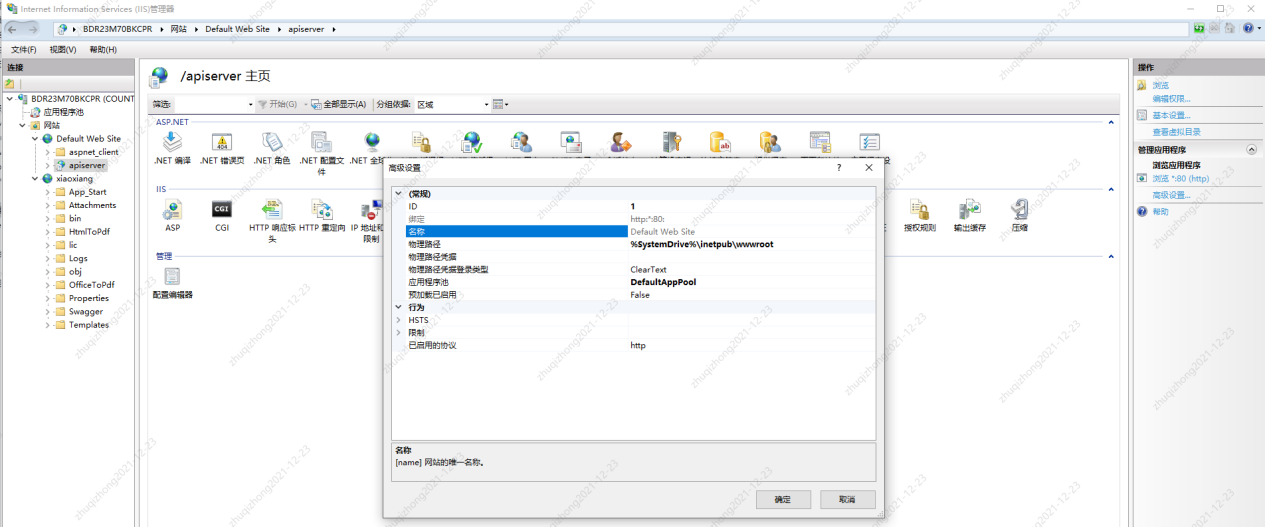 Internet Information Services (IIS)管理器
BDR23M70BKCPR 网站 Default Web Site apiserver
文件(F) 视图(V) 帮助(H)
连接
BDR23M70BKCPR (COUNT
应用程序池
网站
Default Web Site
aspnet_client
apiserver
xiaoxiang
App_Start
Attachments
bin
HtmlToPdf
lic
Logs
obj
OfficeToPdf
Properties
Swagger
Templates
/apiserver 主页
筛选: 开始(G) 全部显示(A) 分组依据: 区域
ASP.NET
.NET 编译 .NET 错误页 .NET 角色 .NET 配置文件 .NET 全球
IIS
ASP CGI HTTP 响应标头 HTTP 重定向 IP 地址和 限制 授权规则 输出缓存 压缩
管理
配置编辑器
高级设置
(常规)
ID 1
绑定 http:*:80:
名称 Default Web Site
物理路径 %SystemDrive%\inetpub\wwwroot
物理路径凭据
物理路径凭据登录类型 ClearText
应用程序池 DefaultAppPool
预加载已启用 False
行为
HSTS
限制
已启用的协议 http
名称
[name] 网站的唯一名称。
确定 取消
操作
浏览
编辑权限...
基本设置...
查看虚拟目录
管理应用程序
浏览应用程序
浏览 *:80 (http)
高级设置...
帮助
zhuqizhong2021-12-23